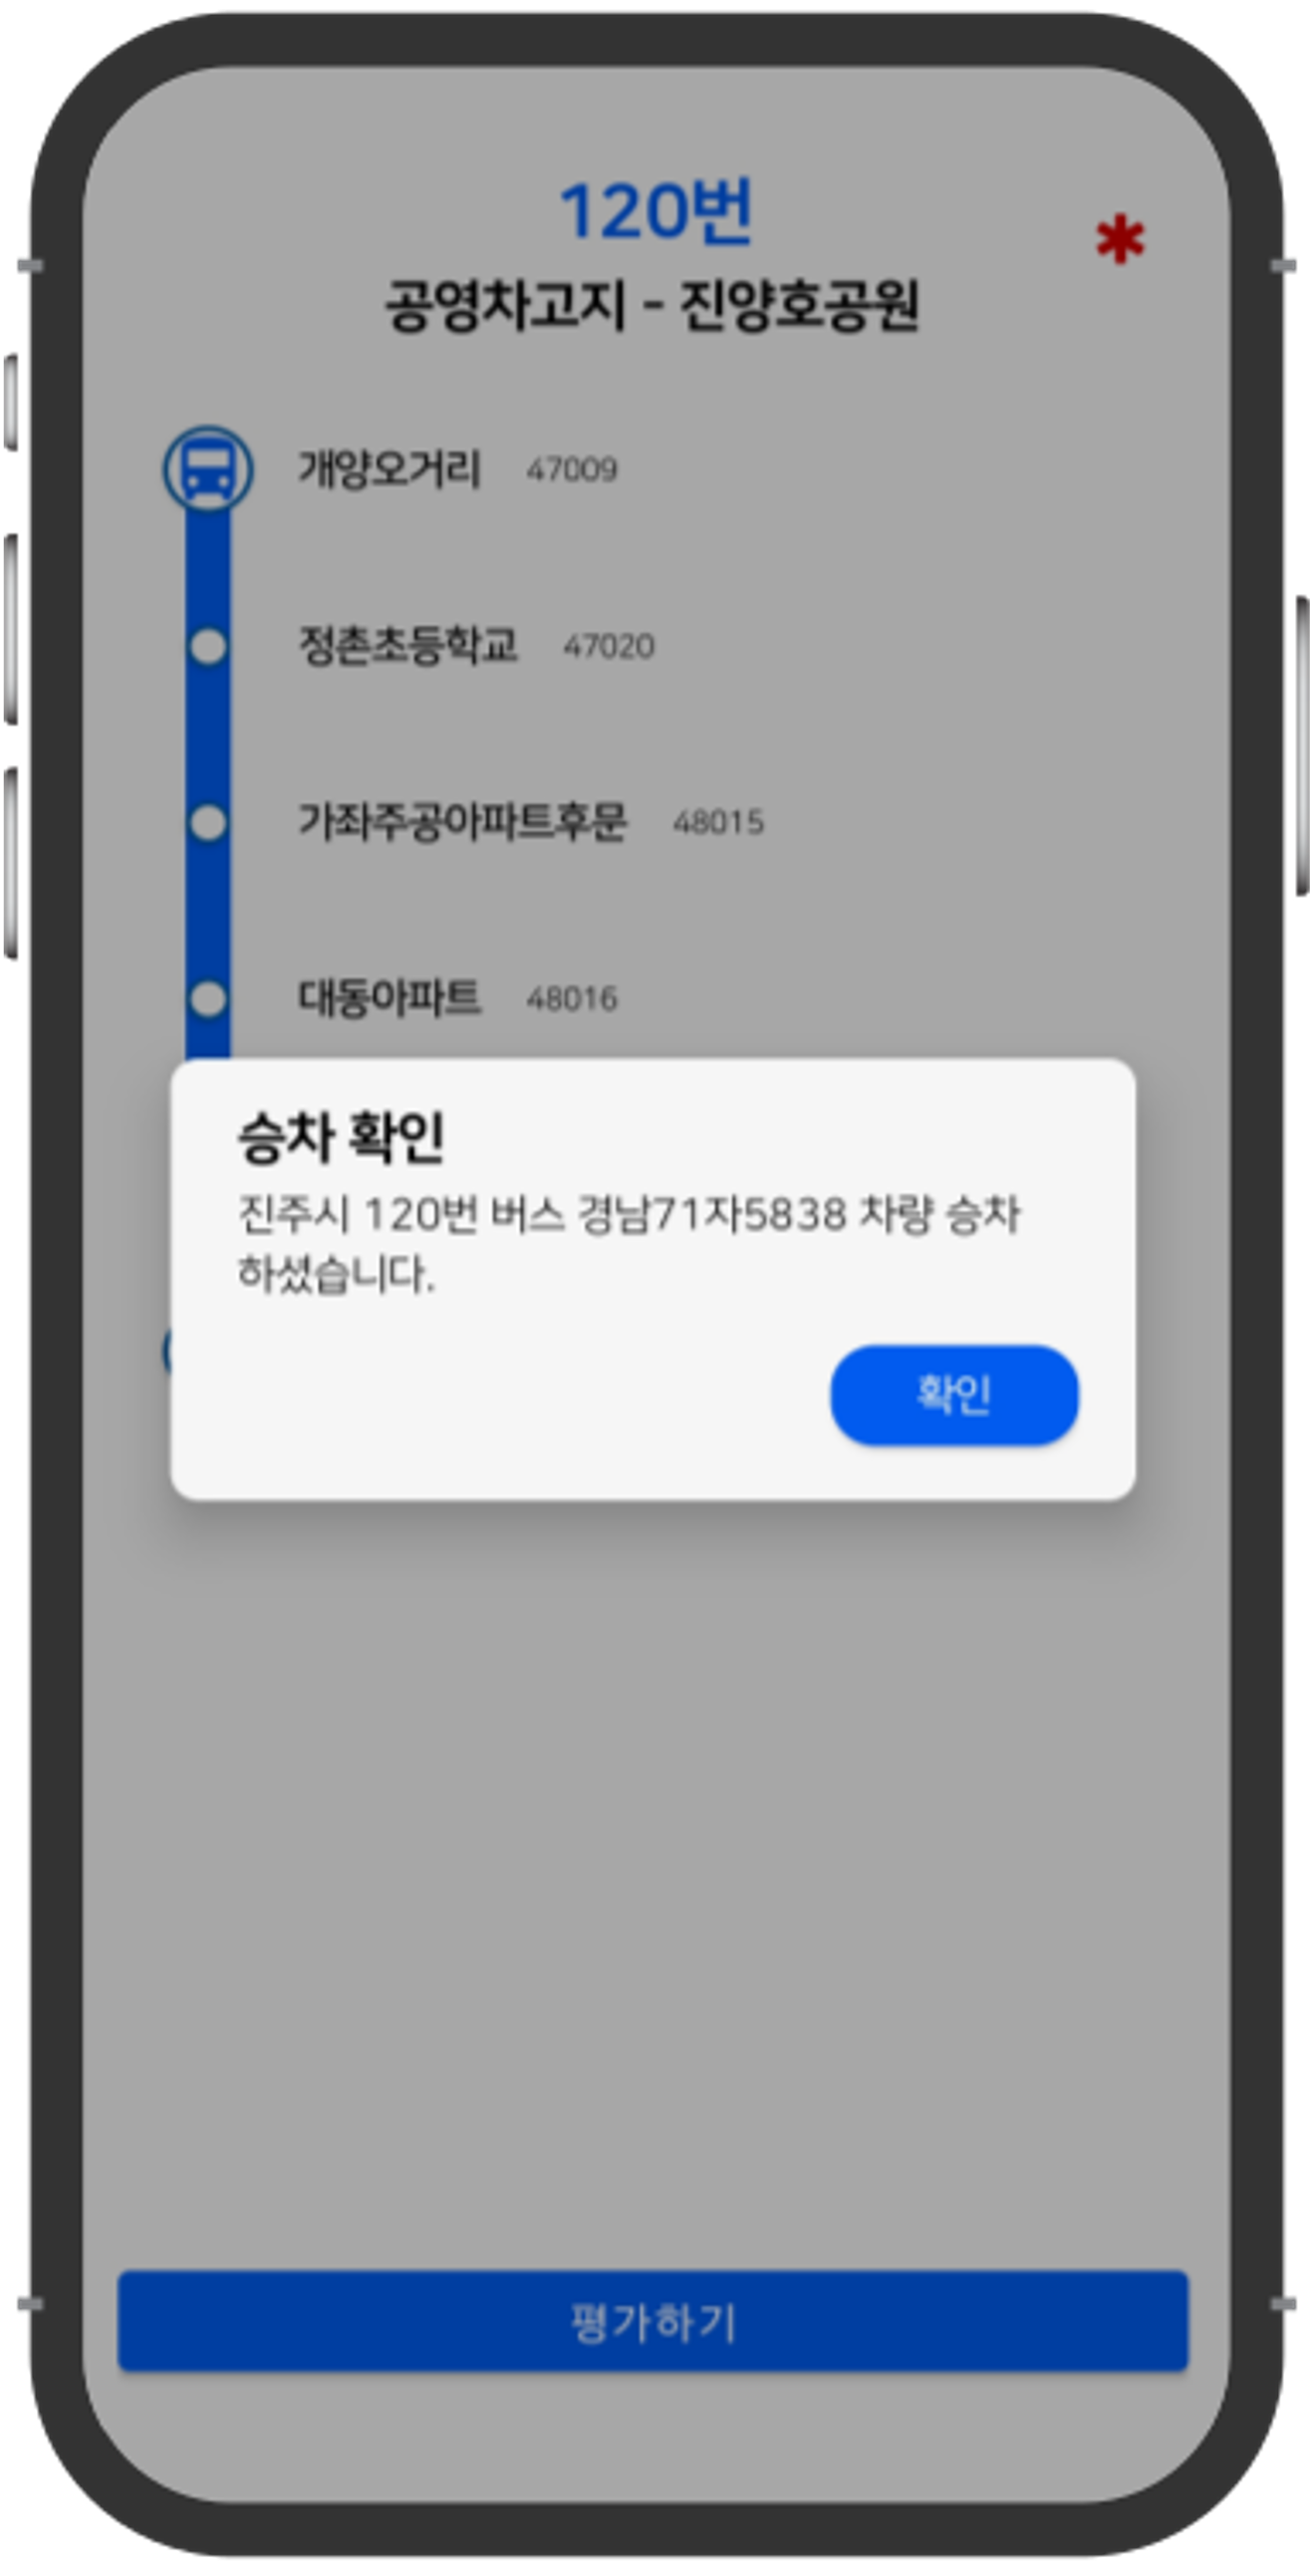 120번
*
공영차고지 - 진양호공원
개양오거리 47009
정촌초등학교 47020
가좌주공아파트후문 48015
대동아파트 48016
승차 확인
진주시 120번 버스 경남71자5838 차량 승차
하셨습니다.
확인
평가하기